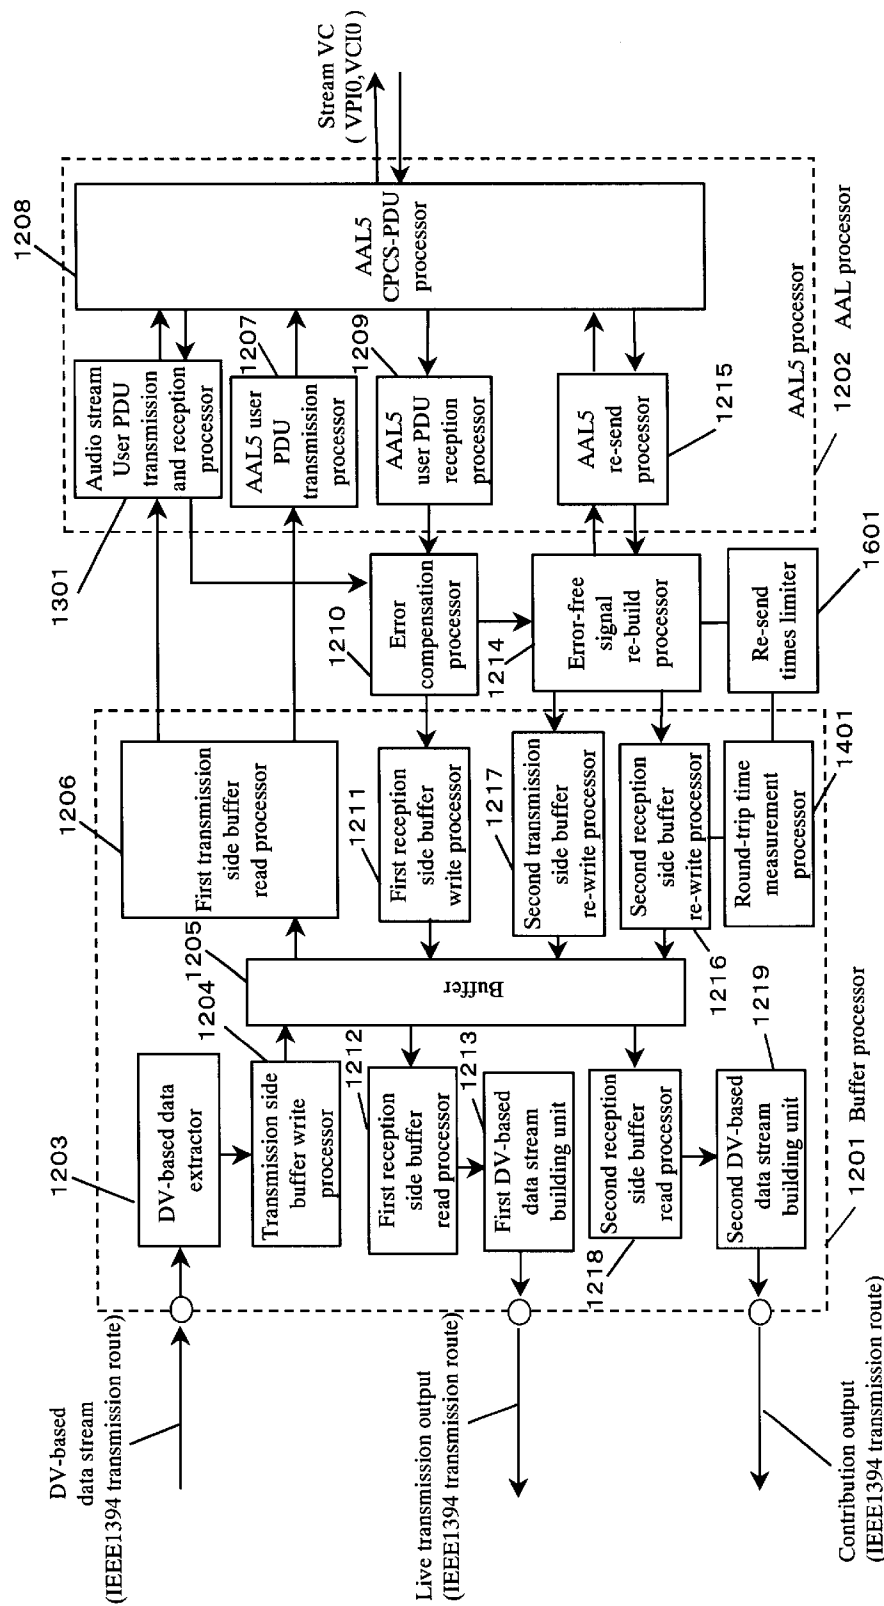 DV-based
data stream
(IEEE1394 transmission route)
Live transmission output
(IEEE1394 transmission route)
Contribution output
(IEEE1394 transmission route)
1203
DV-based data
extractor
1204
Transmission side
buffer write
processor
1212
First reception
side buffer
read processor
1213
First DV-based
data stream
building unit
1218
Second reception
side buffer
read processor
1219
Second DV-based
data stream
building unit
1201 Buffer processor
1205
Buffer
1206
First transmission
side buffer
read processor
1211
First reception
side buffer
write processor
1217
Second transmission
side buffer
re-write processor
1216
Second reception
side buffer
re-write processor
1401
Round-trip time
measurement
processor
1210
Error
compensation
processor
1214
Error-free
signal
re-build
processor
1601
Re-send
times limiter
1301
Audio stream
User PDU
transmission
and reception
processor
1207
AAL5 user
PDU
transmission
processor
1209
AAL5
user PDU
reception
processor
1215
AAL5
re-send
processor
1208
AAL5
CPCS-PDU
processor
AAL5 processor
1202 AAL processor
Stream VC
( VPI0,VCI0 )